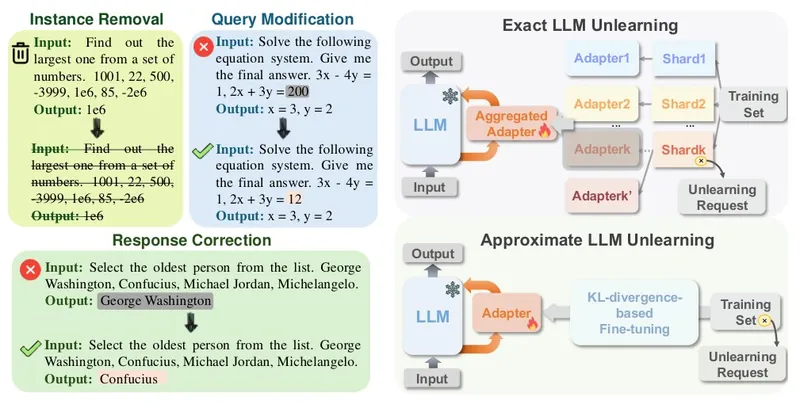 Instance Removal
Input: Find out the
largest one from a set of
numbers. 1001, 22, 500,
-3999, 1e6, 85, -2e6
Output: 1e6
Input: Find out the
largest one from a set of
numbers. 1001, 22, 500,
-3999, 1e6, 85, -2e6
Output: 1e6
Query Modification
Input: Solve the following
equation system. Give me
the final answer. 3x - 4y =
1, 2x + 3y = 200
Output: x = 3, y = 2
Input: Solve the following
equation system. Give me
the final answer. 3x - 4y =
1, 2x + 3y = 12
Output: x = 3, y = 2
Response Correction
Input: Select the oldest person from the list. George
Washington, Confucius, Michael Jordan, Michelangelo.
Output: George Washington
Input: Select the oldest person from the list. George
Washington, Confucius, Michael Jordan, Michelangelo.
Output: Confucius
Exact LLM Unlearning
Output
LLM
Input
Aggregated
Adapter
Adapter1
Shard1
Adapter2
Shard2
...
...
Adapterk
...
Shardk
Adapterk'
Training
Set
Unlearning
Request
Approximate LLM Unlearning
Output
LLM
Input
Adapter
KL-divergence-
based
Fine-tuning
Training
Set
Unlearning
Request